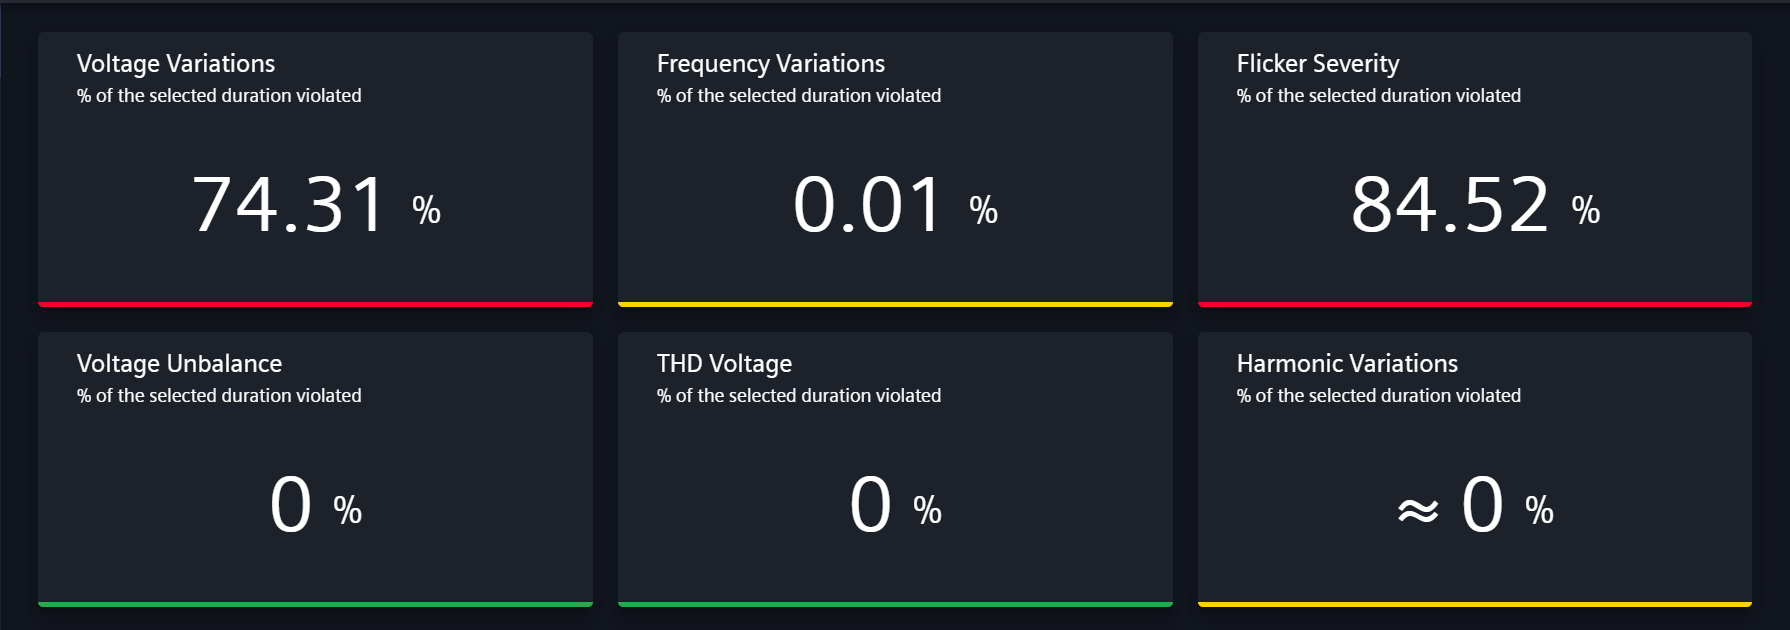 Voltage Variations
% of the selected duration violated
74.31 %
Frequency Variations
% of the selected duration violated
0.01 %
Flicker Severity
% of the selected duration violated
84.52 %
Voltage Unbalance
% of the selected duration violated
0 %
THD Voltage
% of the selected duration violated
0 %
Harmonic Variations
% of the selected duration violated
≈ 0 %